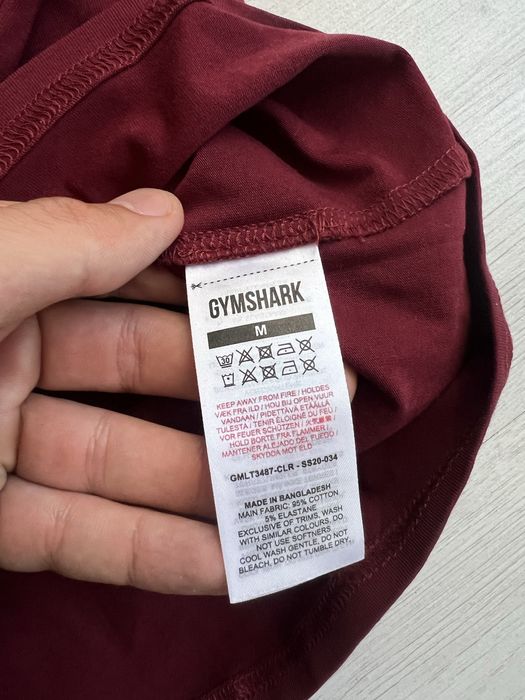 GYMSHARK
M
30
KEEP AWAY FROM FIRE / HOLDES
VÆK FRA ILD / HOU BIJ OPEN VUUR
VANDAAN / PIDETTÄVÄ ETÄÄLLÄ
TULESTA / TENIR ÉLOIGNÉ DU FEU /
VOR FEUER SCHÜTZEN /
HOLD BORTE FRA FLAMMER /
MANTENER ALEJADO DEL FUEGO /
SKYDDA MOT ELD
GMLT3487-CLR - SS20-034
MADE IN BANGLADESH
MAIN FABRIC: 95% COTTON
5% ELASTANE
EXCLUSIVE OF TRIMS, WASH
WITH SIMILAR COLOURS, DO
NOT USE SOFTNERS
COOL WASH GENTLE, DO NOT
BLEACH, DO NOT TUMBLE DRY.